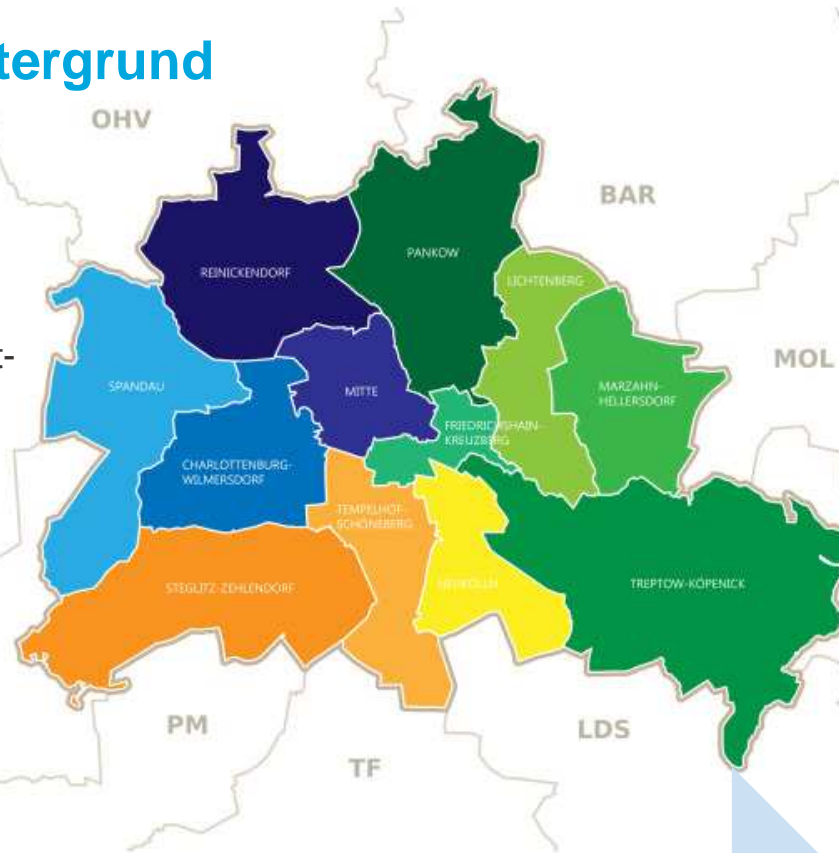 tergrund
OHV
BAR
PANKOW
REINICKENDORF
LICHTENBERG
t-
MOL
SPANDAU
MITTE
MARZAHN-
HELLERSDORF
FRIEDRICHSHAIN-
KREUZBERG
CHARLOTTENBURG-
WILMERSDORF
TEMPELHOF-
SCHÖNEBERG
STEGLITZ-ZEHLENDORF
NEUKÖLLN
TREPTOW-KÖPENICK
PM
LDS
TF